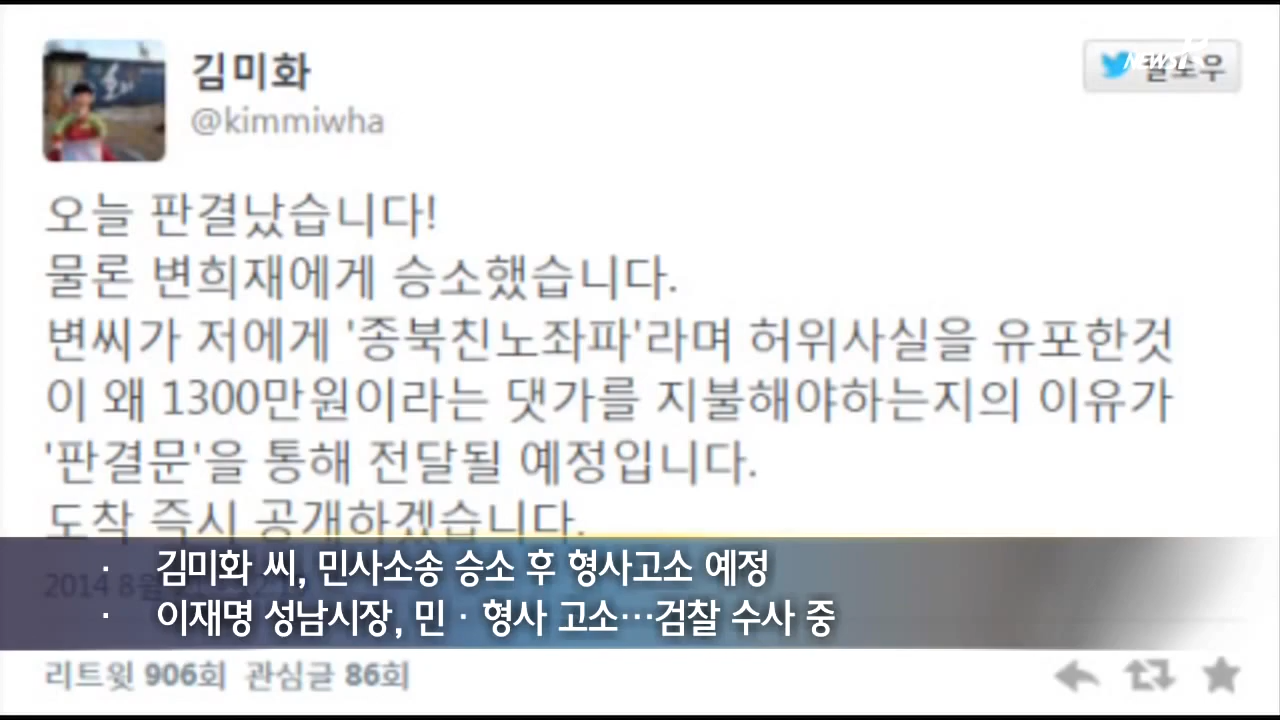 김미화
@kimmiwha
NEWS
팔로우
오늘 판결났습니다!
물론 변희재에게 승소했습니다.
변씨가 저에게 '종북친노좌파'라며 허위사실을 유포한것
이 왜 1300만원이라는 댓가를 지불해야하는지의 이유가
'판결문'을 통해 전달될 예정입니다.
도착 즉시 공개하겠습니다.
· 김미화 씨, 민사소송 승소 후 형사고소 예정
2014 8월
· 이재명 성남시장, 민 · 형사 고소…검찰 수사 중
리트윗 906회 관심글 86회